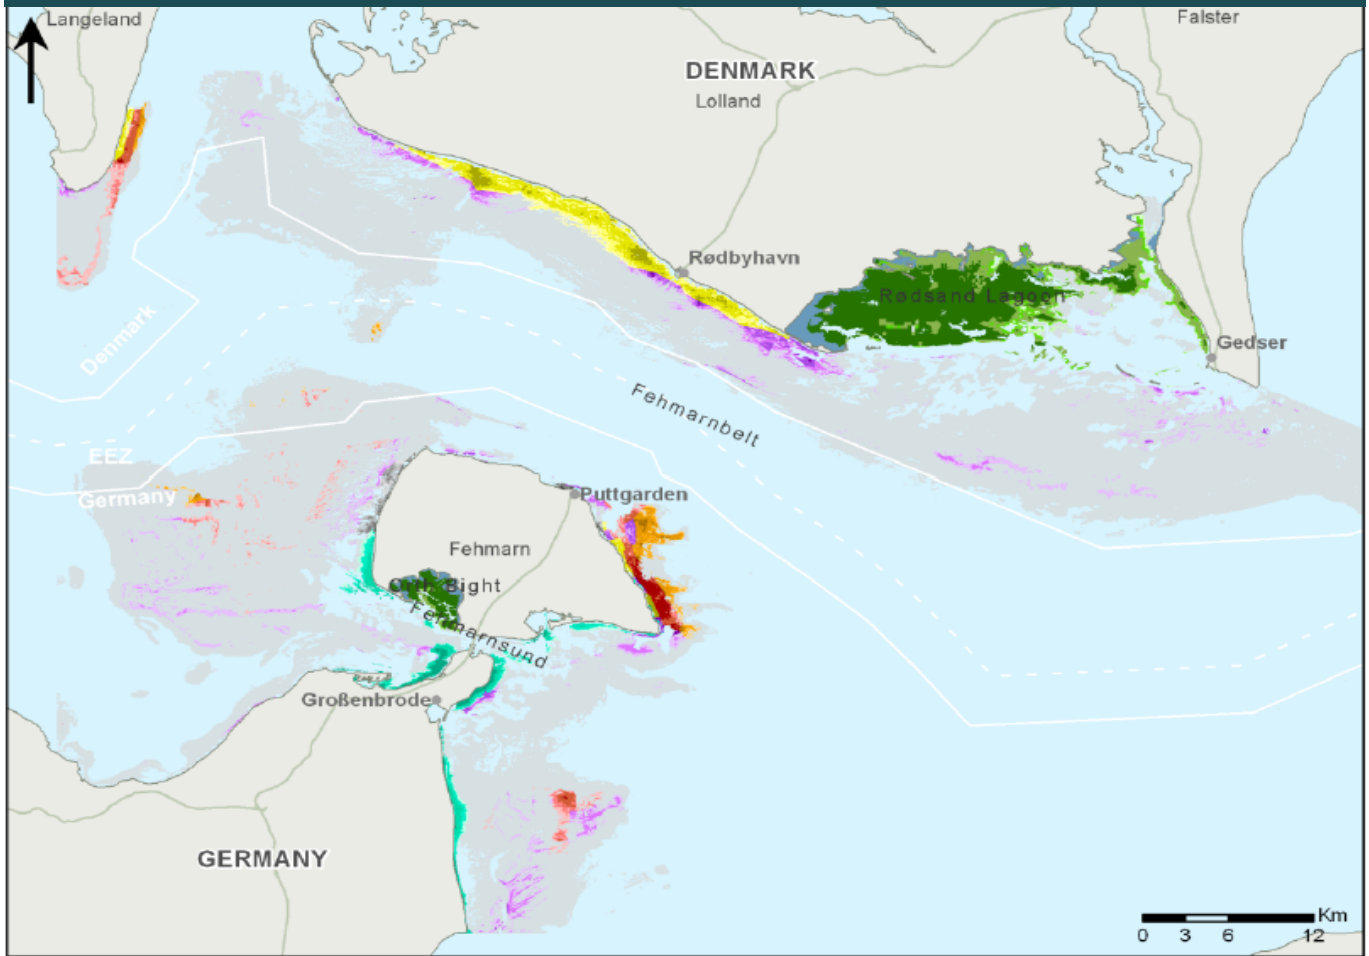 Langeland
Falster
DENMARK
Lolland
Rødbyhavn
Rødsand Lagoon
Denmark
Gedser
Fehmarnbelt
EEZ
Germany
Puttgarden
Fehmarn
Orth Bight
Fehmarnsund
Großenbrode
GERMANY
Km
0 3 6 12